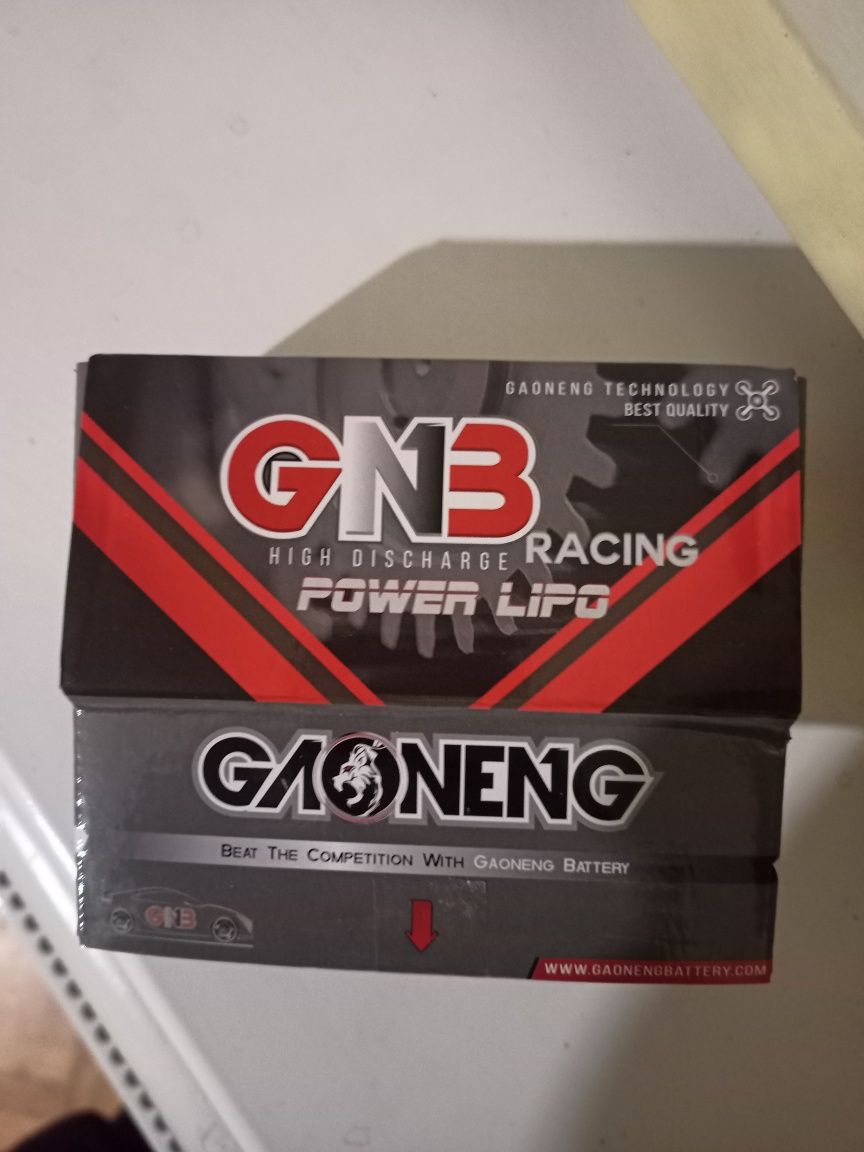 GAONENG TECHNOLOGY
BEST QUALITY
GNB
HIGH DISCHARGE RACING
POWER LIPO
GAONENG
BEAT THE COMPETITION WITH GAONENG BATTERY
GNB
WWW.GAONENGBATTERY.COM